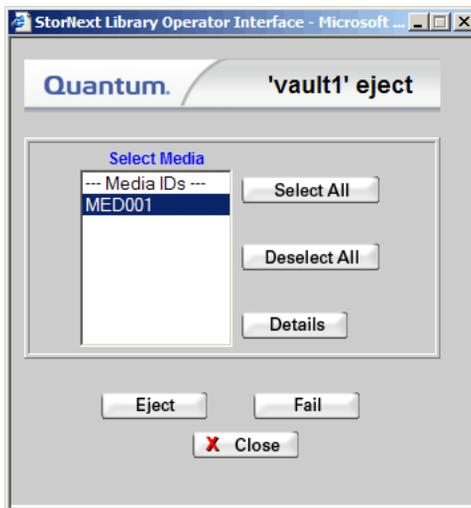 StorNext Library Operator Interface - Microsoft ...
Quantum. 'vault1' eject
Select Media
--- Media IDs ---
MED001
Select All
Deselect All
Details
Eject Fail
X Close